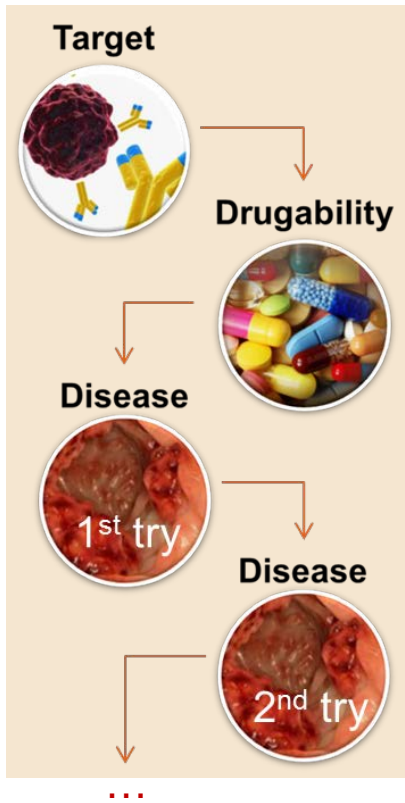 Target
Drugability
Disease
1st try
Disease
2nd try
...